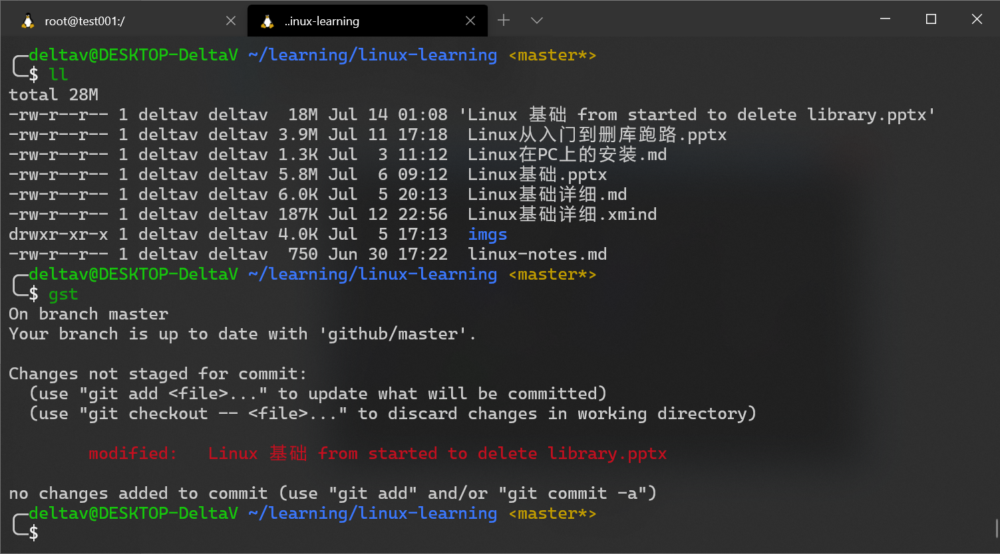 root@test001:/
..inux-learning
deltav@DESKTOP-DeltaV ~/learning/linux-learning <master*>
$ ll
total 28M
-rw-r--r-- 1 deltav deltav  18M Jul 14 01:08 'Linux 基础 from started to delete library.pptx'
-rw-r--r-- 1 deltav deltav 3.9M Jul 11 17:18  Linux从入门到删库跑路.pptx
-rw-r--r-- 1 deltav deltav 1.3K Jul  3 11:12  Linux在PC上的安装.md
-rw-r--r-- 1 deltav deltav 5.8M Jul  6 09:12  Linux基础.pptx
-rw-r--r-- 1 deltav deltav 6.0K Jul  5 20:13  Linux基础详细.md
-rw-r--r-- 1 deltav deltav 187K Jul 12 22:56  Linux基础详细.xmind
drwxr-xr-x 1 deltav deltav 4.0K Jul  5 17:13  imgs
-rw-r--r-- 1 deltav deltav  750 Jun 30 17:22  linux-notes.md
deltav@DESKTOP-DeltaV ~/learning/linux-learning <master*>
$ gst
On branch master
Your branch is up to date with 'github/master'.
Changes not staged for commit:
  (use "git add <file>..." to update what will be committed)
  (use "git checkout -- <file>..." to discard changes in working directory)
        modified:   Linux 基础 from started to delete library.pptx
no changes added to commit (use "git add" and/or "git commit -a")
deltav@DESKTOP-DeltaV ~/learning/linux-learning <master*>
$